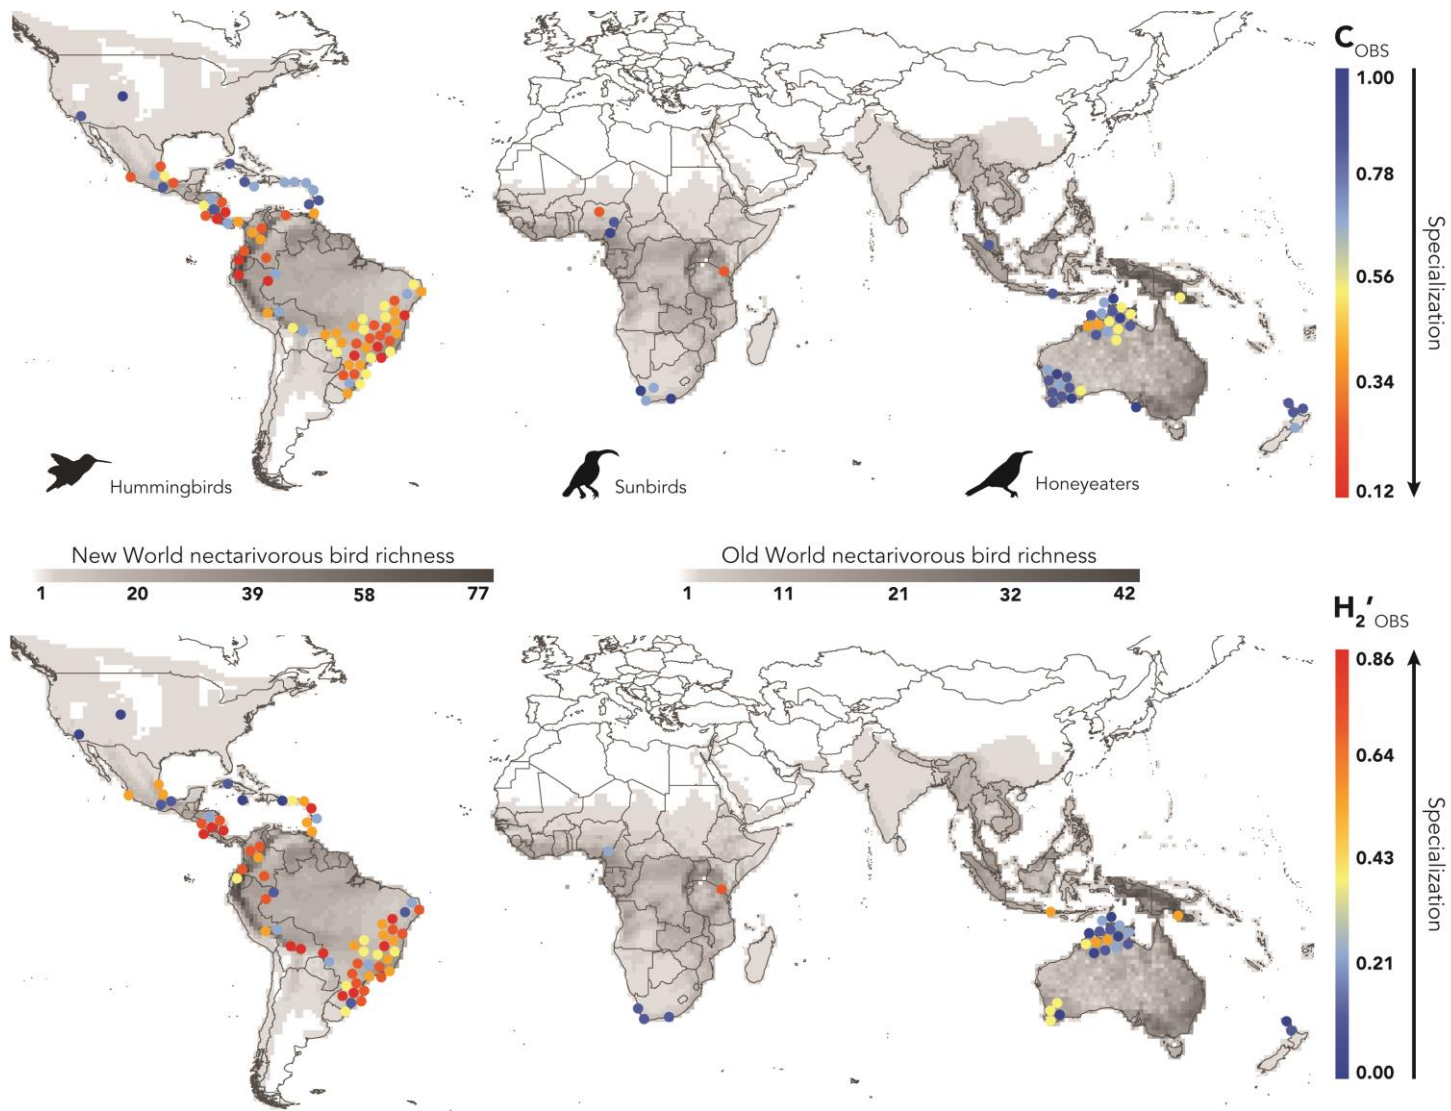 C OBS
1.00
0.78
0.56
0.34
0.12
Specialization
Hummingbirds
Sunbirds
Honeyeaters
New World nectarivorous bird richness
1 20 39 58 77
Old World nectarivorous bird richness
1 11 21 32 42
H2' OBS
0.86
0.64
0.43
0.21
0.00
Specialization